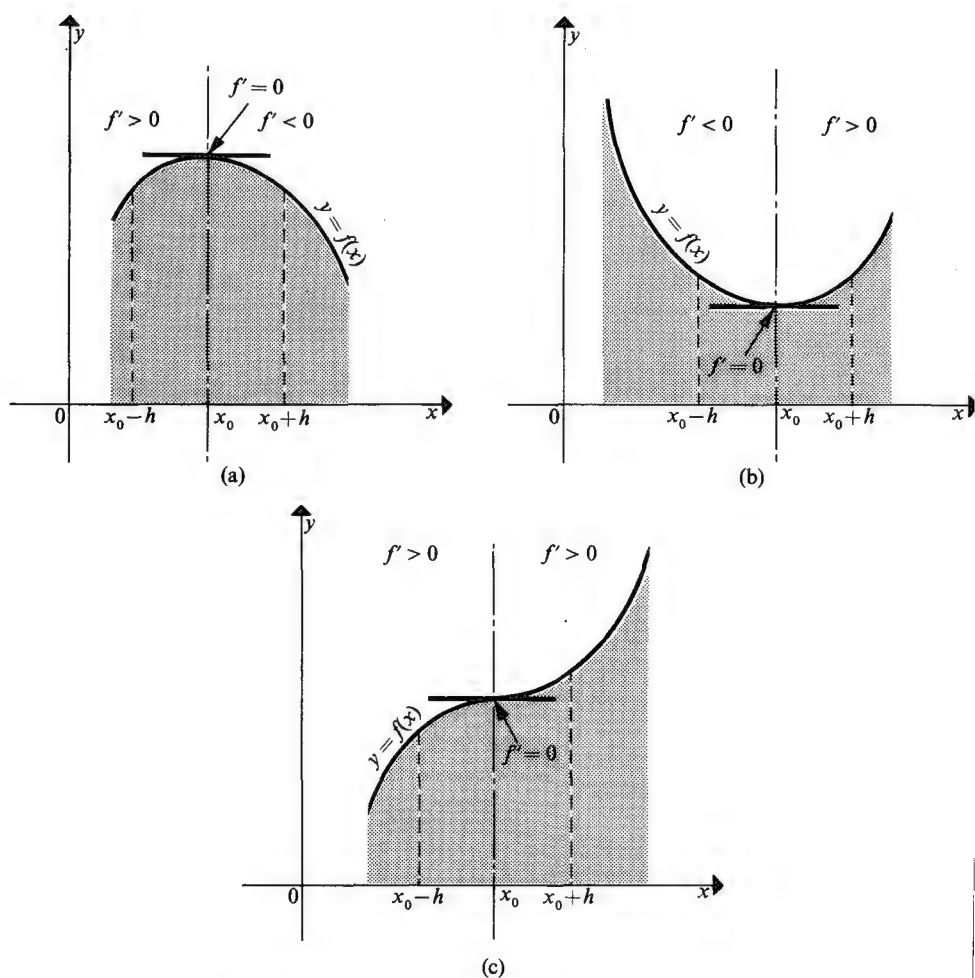 y
f' = 0
f' > 0
f' < 0
y = f(x)
0
x₀−h
x₀
x₀+h
x
(a)
y
f' < 0
f' > 0
y = f(x)
f' = 0
0
x₀−h
x₀
x₀+h
x
(b)
y
f' > 0
f' > 0
y = f(x)
f' = 0
0
x₀−h
x₀
x₀+h
x
(c)